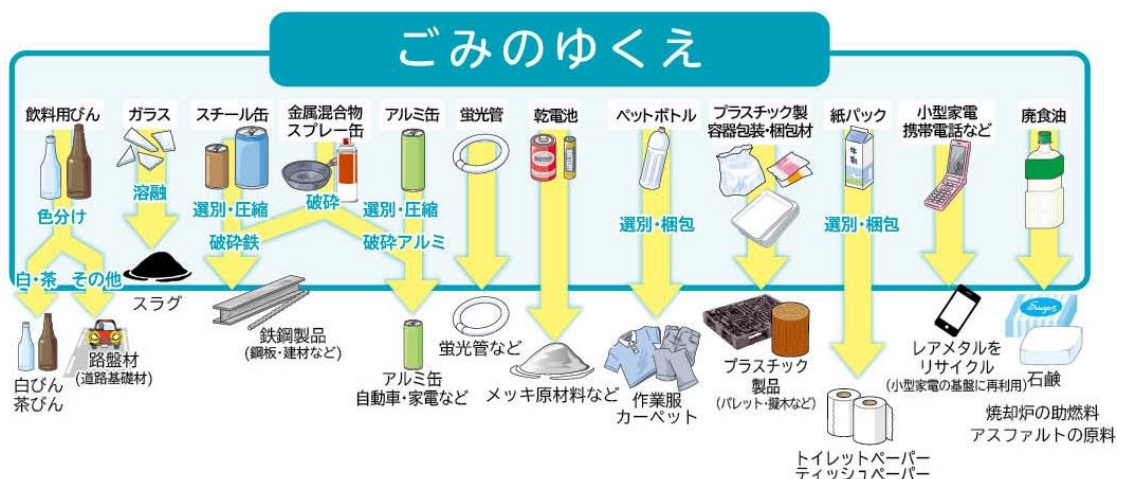 ごみのゆくえ
飲料用びん
ガラス
スチール缶
金属混合物
スプレー缶
アルミ缶
蛍光管
乾電池
ペットボトル
プラスチック製
容器包装・梱包材
紙パック
小型家電
携帯電話など
廃食油
牛乳
色分け
溶融
選別・圧縮
破砕
選別・圧縮
選別・梱包
選別・梱包
破砕鉄
破砕アルミ
白・茶
その他
スラグ
白びん
茶びん
路盤材
(道路基礎材)
鉄鋼製品
(鋼板・建材など)
アルミ缶
自動車・家電など
蛍光管など
メッキ原材料など
作業服
カーペット
プラスチック
製品
(パレット・擬木など)
トイレットペーパー
ティッシュペーパー
レアメタルを
リサイクル
(小型家電の基盤に再利用)
Soap
石鹸
焼却炉の助燃料
アスファルトの原料